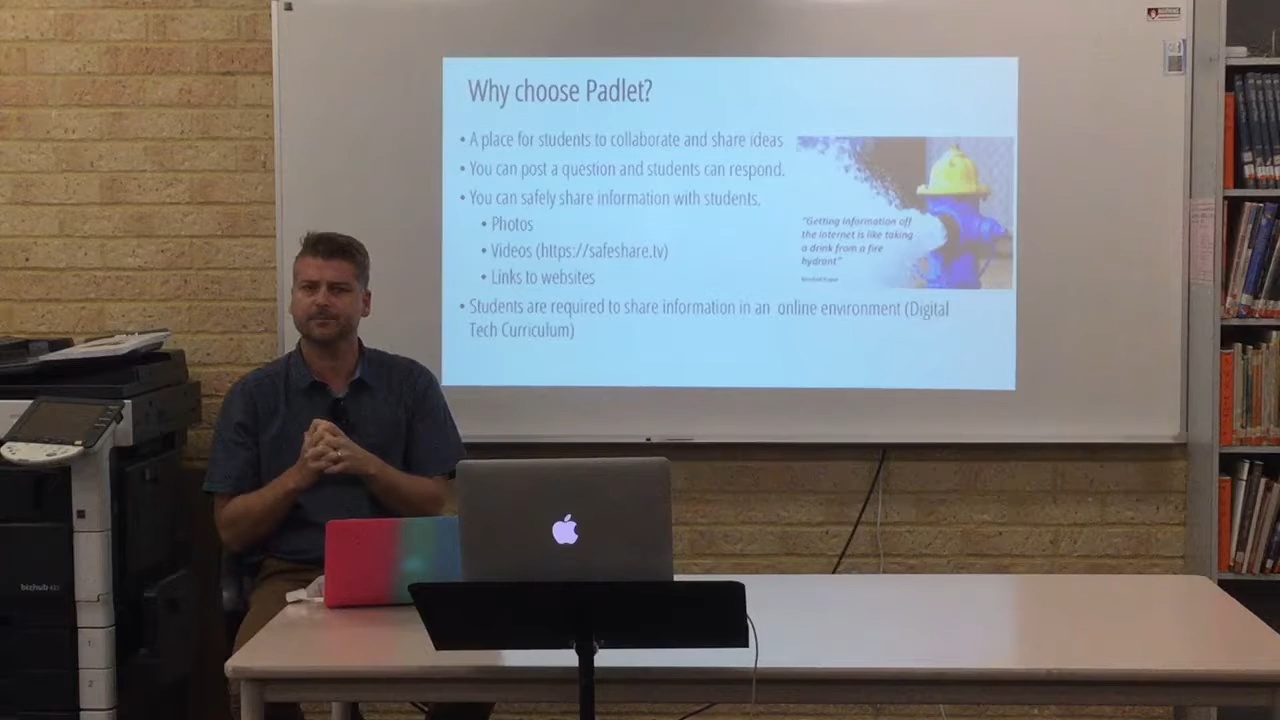 Why choose Padlet?
• A place for students to collaborate and share ideas
• You can post a question and students can respond.
• You can safely share information with students.
• Photos
• Videos (https://safeshare.tv)
• Links to websites
• Students are required to share information in an online environment (Digital
Tech Curriculum)
"Getting information off
the internet is like taking
a drink from a fire
hydrant"
bizhub
1
2